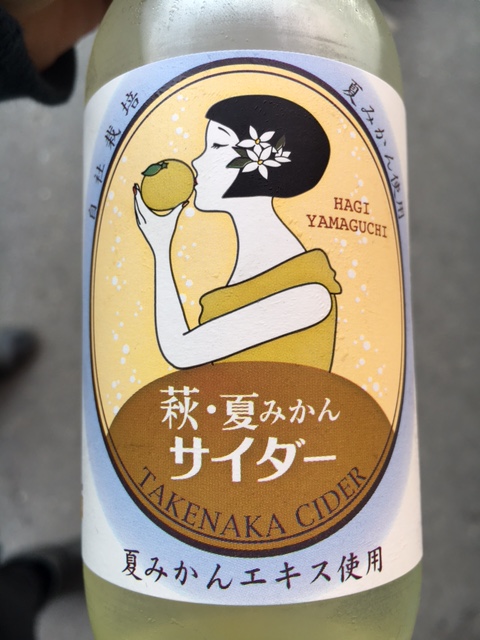 自社栽培
夏みかん使用
HAGI
YAMAGUCHI
萩・夏みかん
サイダー
TAKENAKA CIDER
夏みかんエキス使用